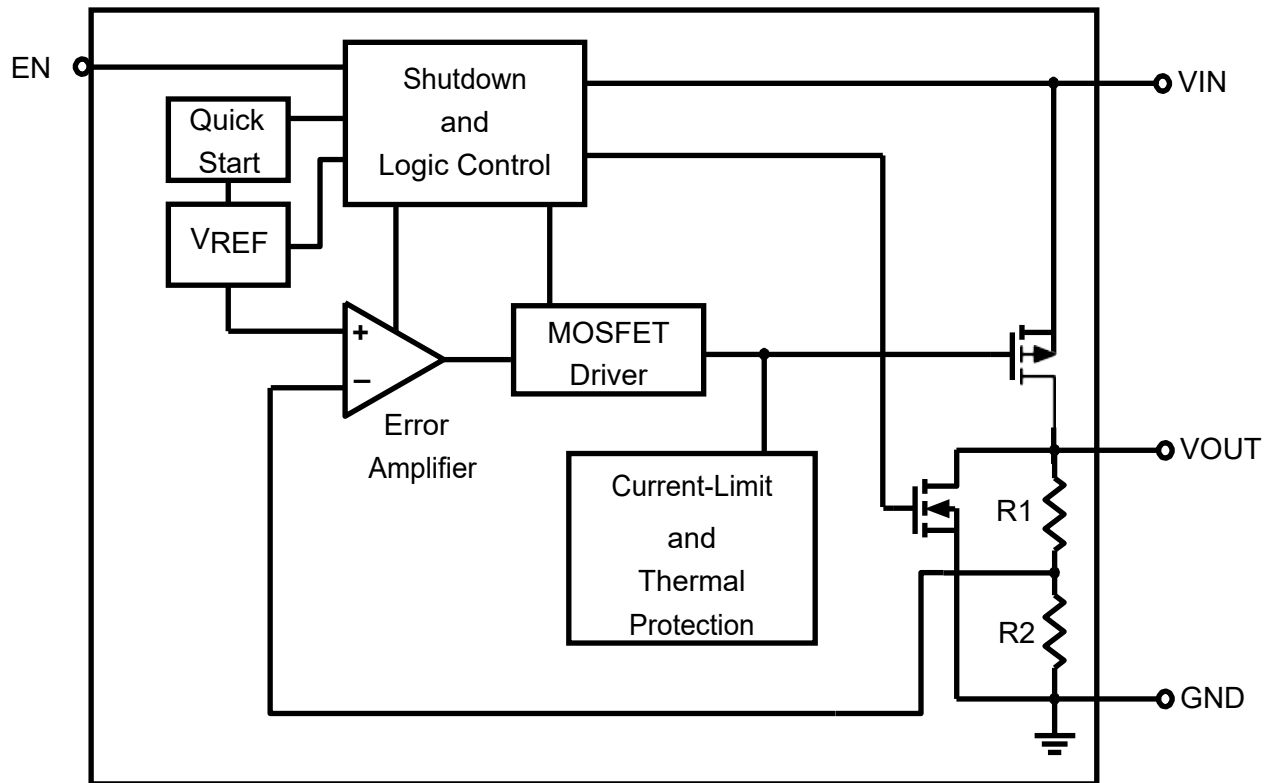 EN
Shutdown
and
Logic Control
VIN
Quick
Start
VREF
+
−
MOSFET
Driver
Error
Amplifier
VOUT
Current-Limit
and
Thermal
Protection
R1
R2
GND